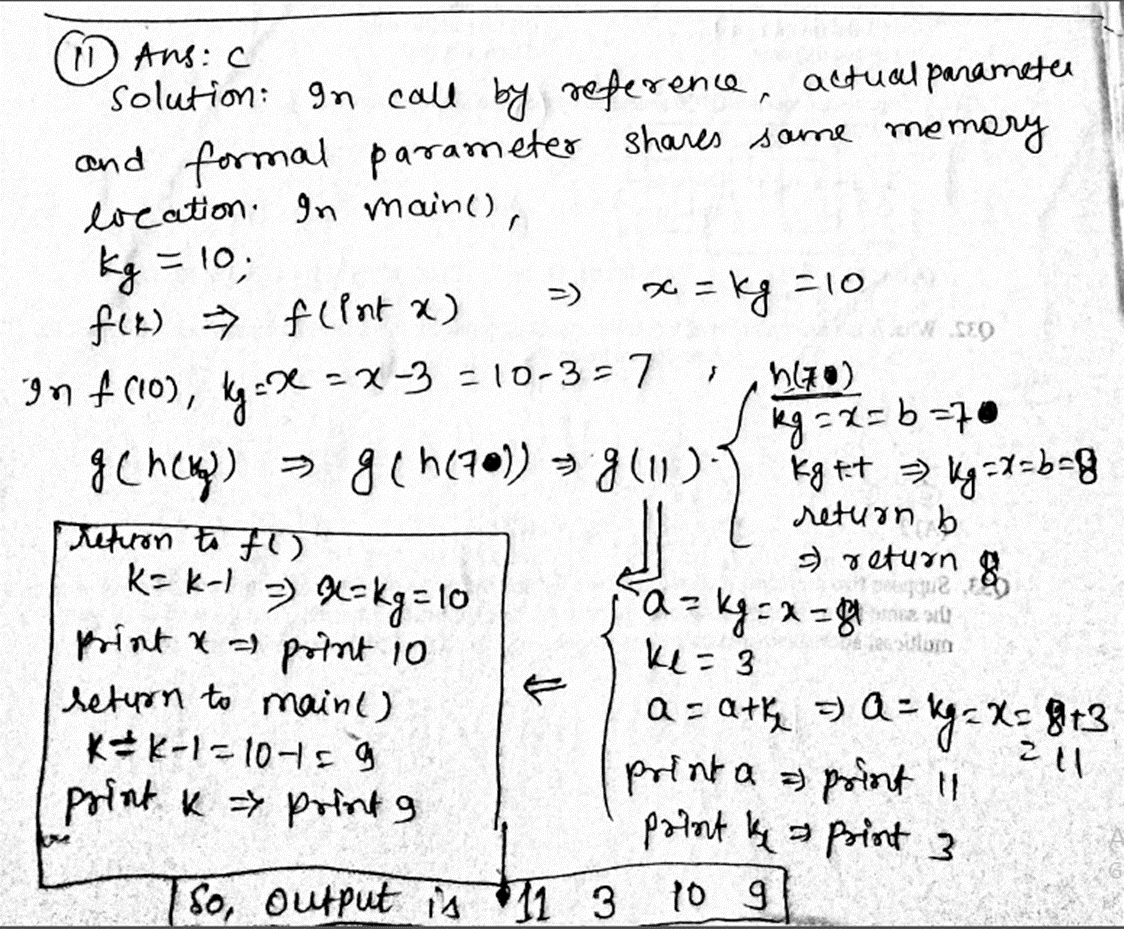 (11) Ans: C
Solution: In call by reference, actual parameter
and formal parameter shares same memory
location. In main(),
kg = 10;
f(k) ⇒ f(int x) ⇒ x = kg = 10
In f(10), kg = x = x-3 = 10-3 = 7,
g(h(kg)) ⇒ g(h(7)) ⇒ g(11)
h(7)
kg = x = b = 7
kg++ ⇒ kg = x = b = 8
return b
⇒ return 8
a = kg = x = 8
kl = 3
a = a+kl ⇒ a = kg = x = 8+3
= 11
print a ⇒ print 11
print kl ⇒ print 3
return to f()
k = k-1 ⇒ x = kg = 10
print x ⇒ print 10
return to main()
k = k-1 = 10-1 = 9
print k ⇒ print 9
So, output is 11 3 10 9